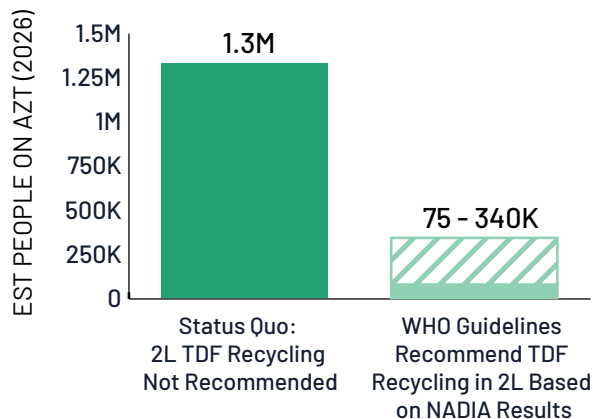 EST PEOPLE ON AZT (2026)
1.5M
1.25M
1M
750K
500K
250K
0
1.3M
75 - 340K
Status Quo:
2L TDF Recycling
Not Recommended
WHO Guidelines
Recommend TDF
Recycling in 2L Based
on NADIA Results